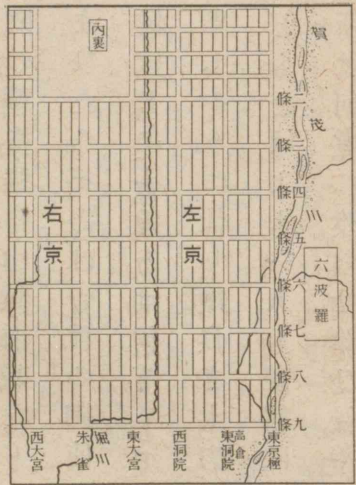 內裏
賀茂川
二條
三條
四條
五條
六條
七條
八條
九條
六波羅
左京
右京
西大宮
朱雀
堀川
東大宮
西洞院
東洞院
高倉
東京極